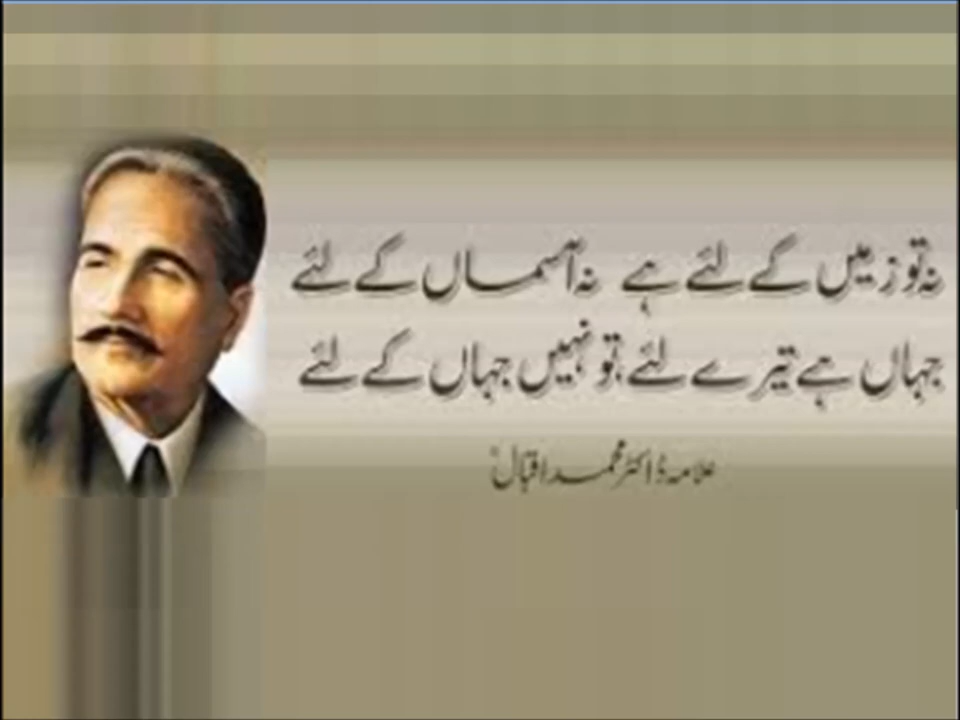 نہ تو زمیں کے لئے ہے نہ آسماں کے لئے
جہاں ہے تیرے لئے، تو نہیں جہاں کے لئے
علامہ ڈاکٹر محمد اقبالؒ